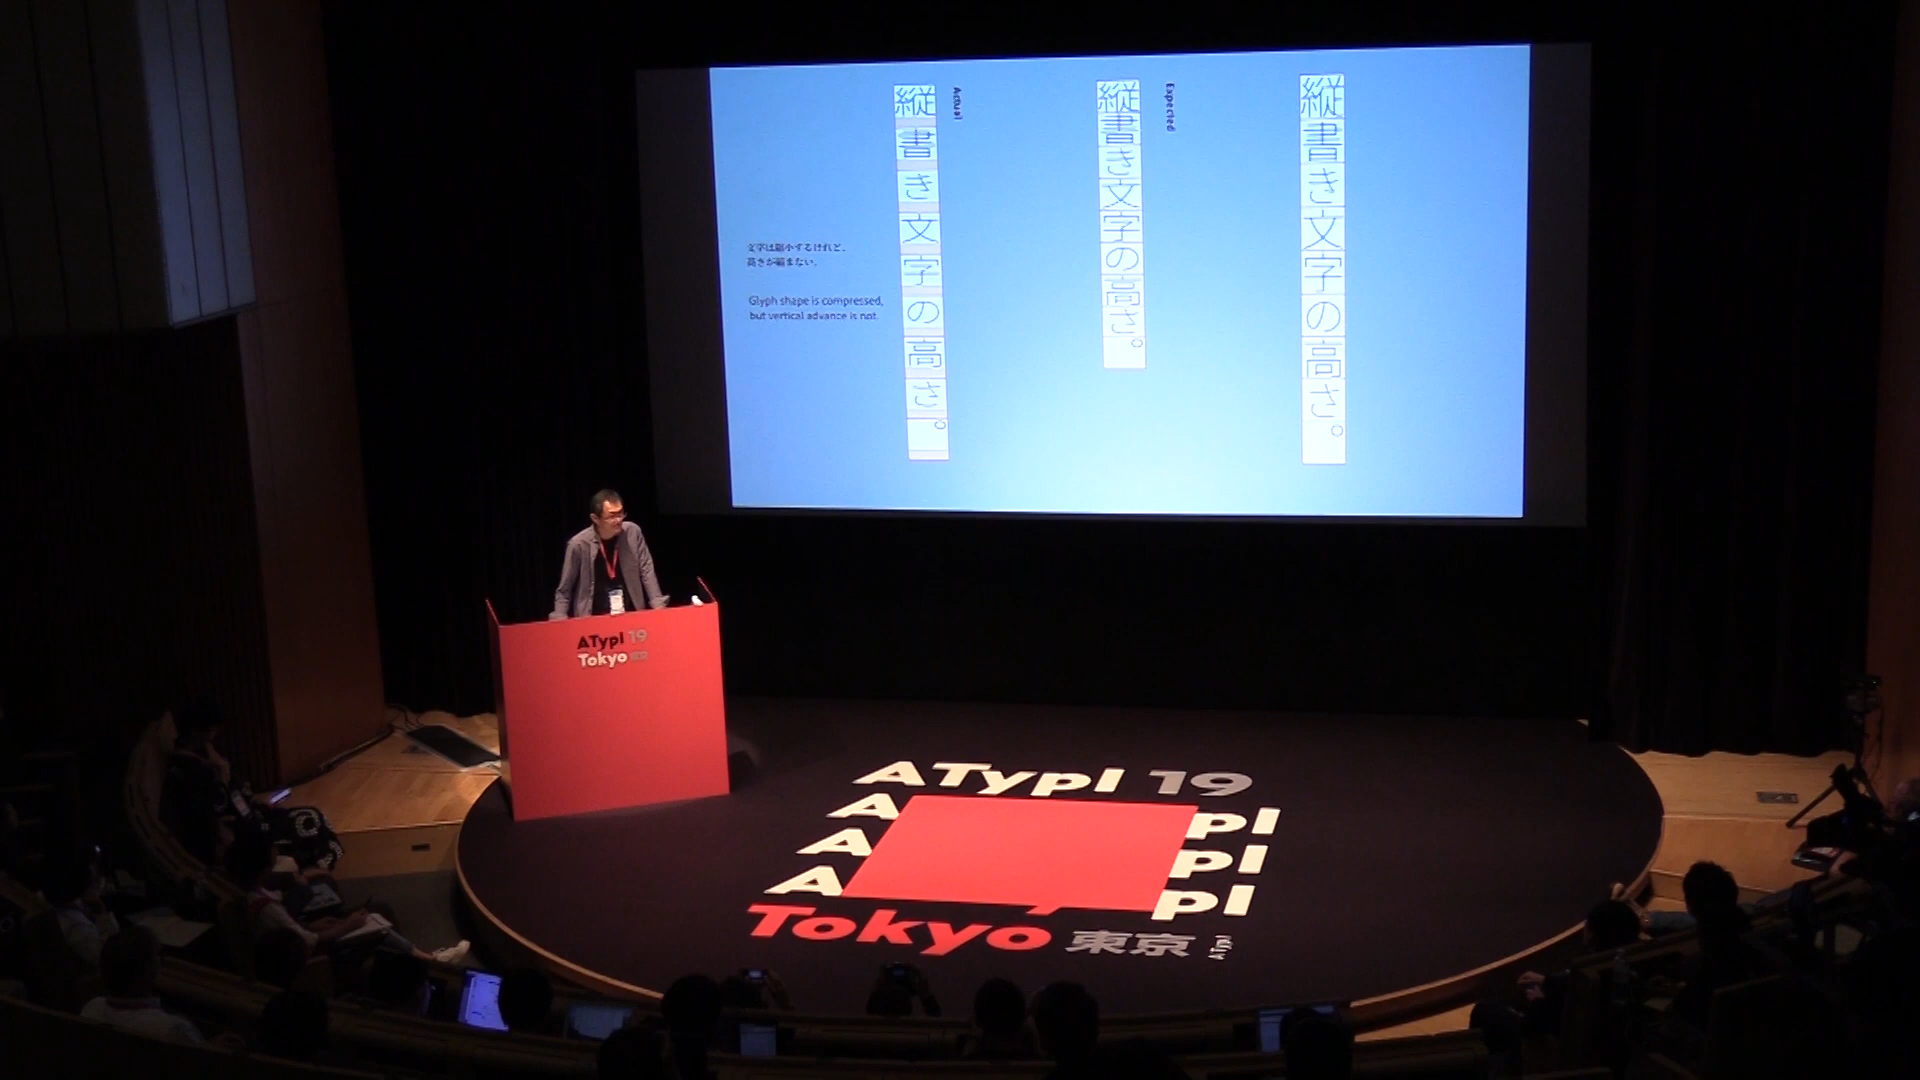 縦書き文字の高さ。
Expected
縦書き文字の高さ。
Actual
縦書き文字の高さ。
文字は縮小するけれど、
高さが縮まない。
Glyph shape is compressed,
but vertical advance is not.
ATypI 19
Tokyo 東京
ATypI 19
A pI
A pI
A pI
Tokyo 東京 ATypI